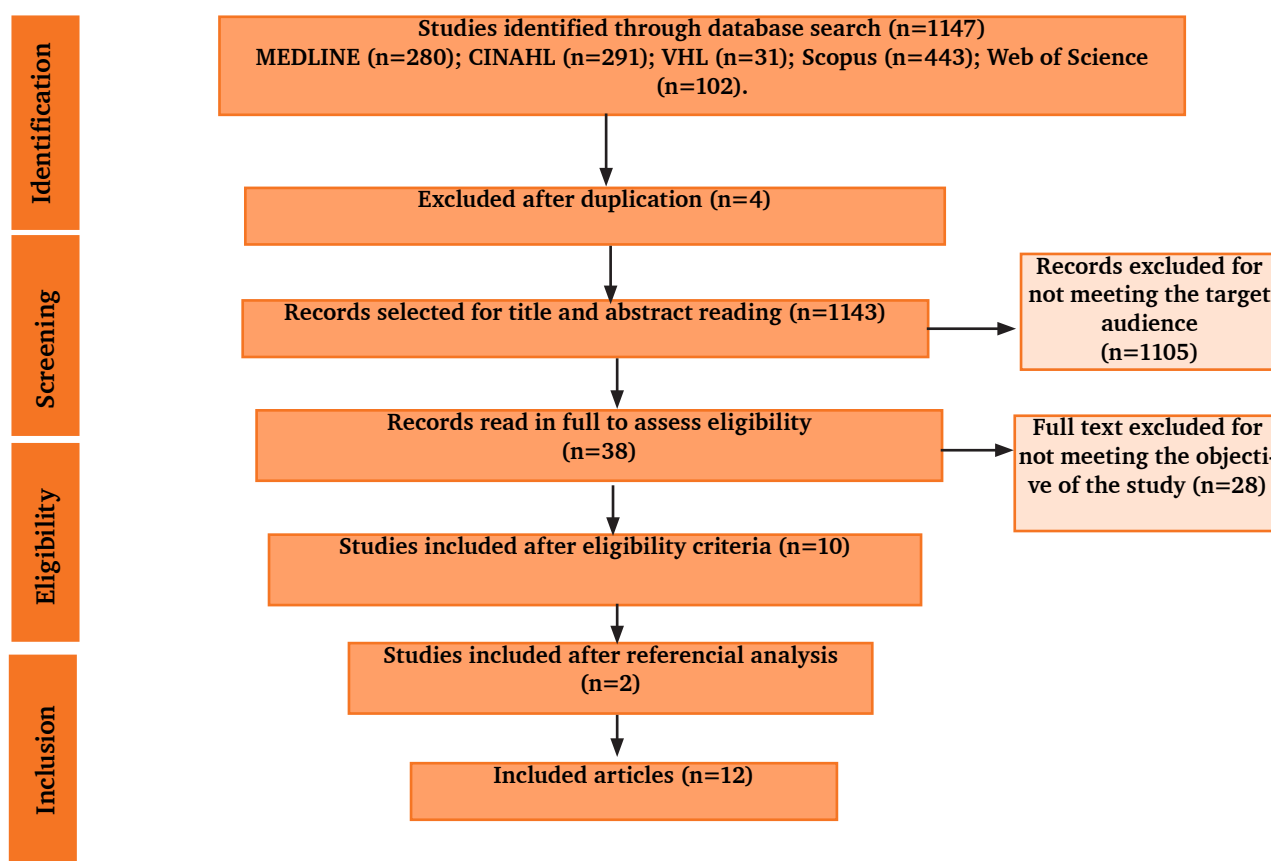 Identification
Studies identified through database search (n=1147)
MEDLINE (n=280); CINAHL (n=291); VHL (n=31); Scopus (n=443); Web of Science
(n=102).
Excluded after duplication (n=4)
Screening
Records selected for title and abstract reading (n=1143)
Records excluded for
not meeting the target
audience
(n=1105)
Records read in full to assess eligibility
(n=38)
Full text excluded for
not meeting the objecti-
ve of the study (n=28)
Eligibility
Studies included after eligibility criteria (n=10)
Studies included after referencial analysis
(n=2)
Inclusion
Included articles (n=12)